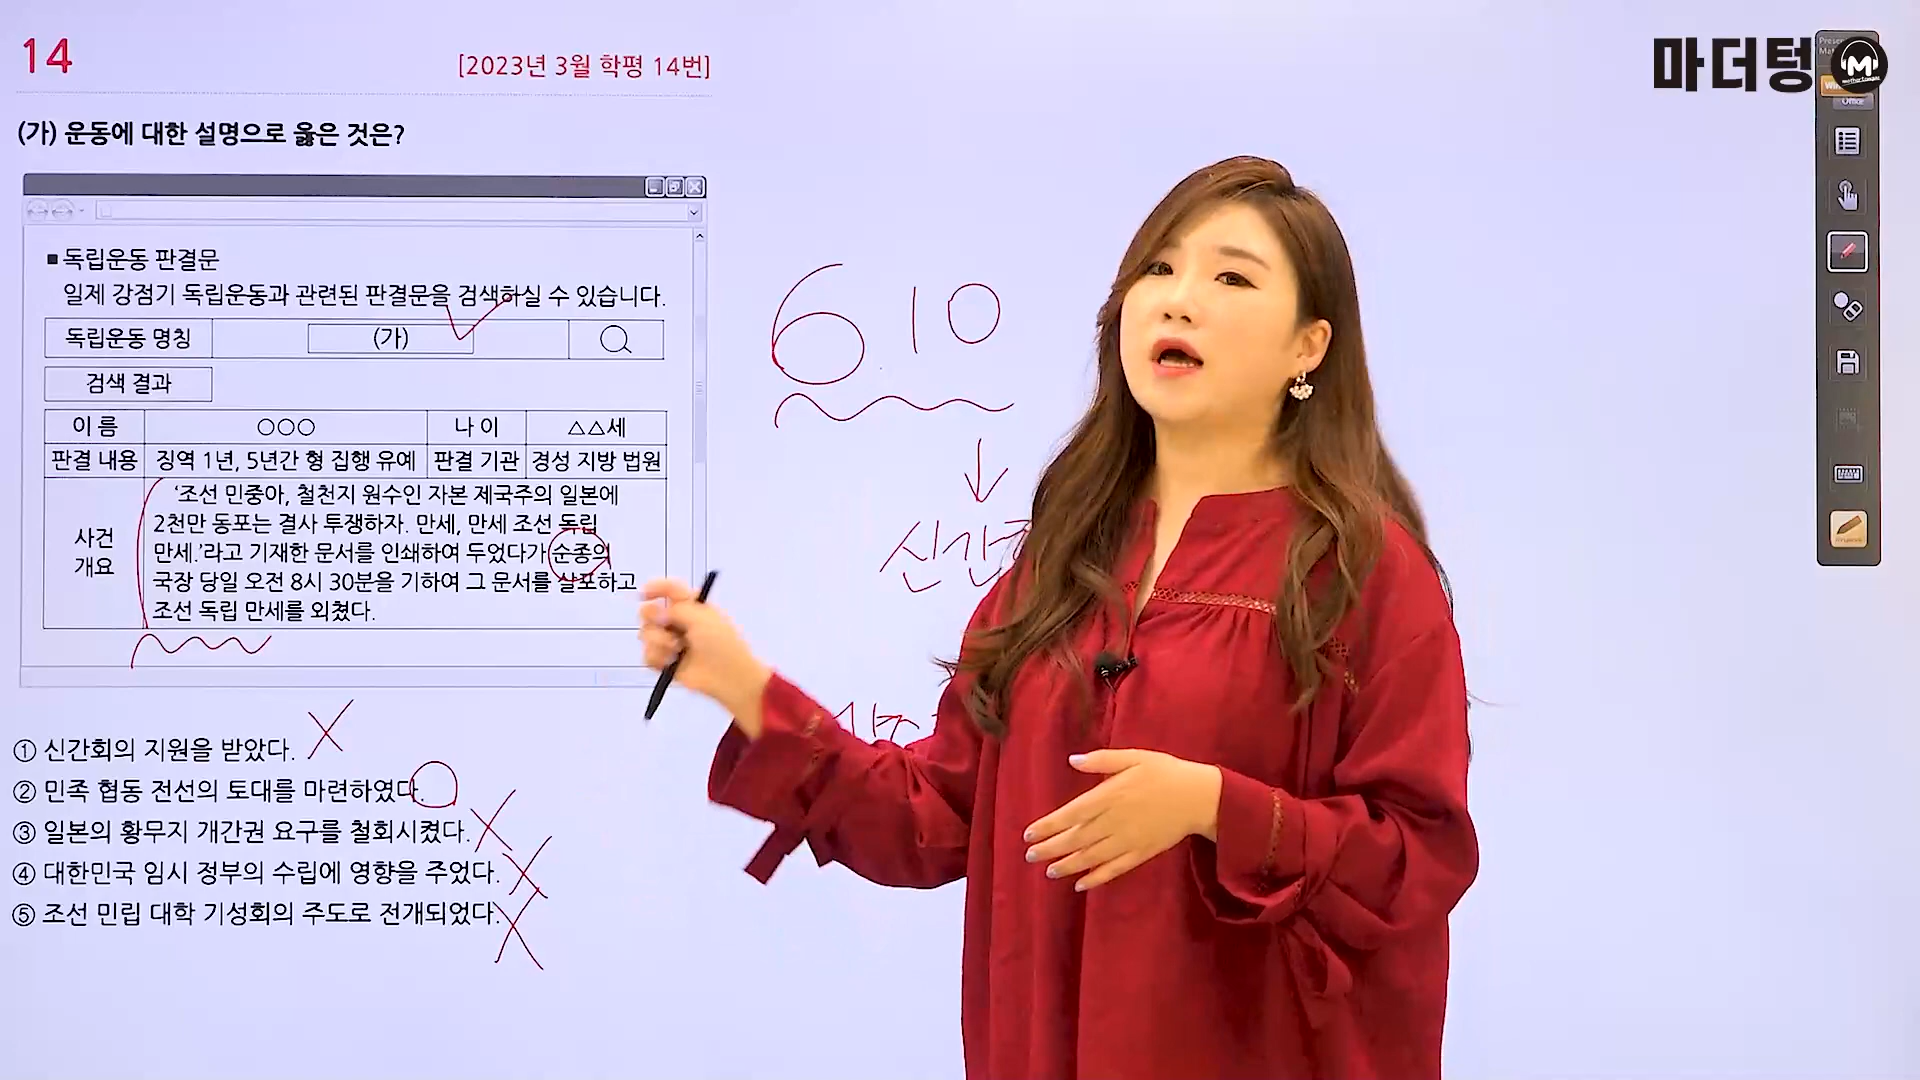 14
[2023년 3월 학평 14번]
마더텅
(가) 운동에 대한 설명으로 옳은 것은?
■ 독립운동 판결문
일제 강점기 독립운동과 관련된 판결문을 검색하실 수 있습니다.
독립운동 명칭 (가)
검색 결과
이 름 ○○○ 나 이 △△세
판결 내용 징역 1년, 5년간 형 집행 유예 판결 기관 경성 지방 법원
사건 개요
‘조선 민중아, 철천지 원수인 자본 제국주의 일본에
2천만 동포는 결사 투쟁하자. 만세, 만세 조선 독립
만세.’라고 기재한 문서를 인쇄하여 두었다가 순종의
국장 당일 오전 8시 30분을 기하여 그 문서를 살포하고
조선 독립 만세를 외쳤다.
① 신간회의 지원을 받았다.
② 민족 협동 전선의 토대를 마련하였다.
③ 일본의 황무지 개간권 요구를 철회시켰다.
④ 대한민국 임시 정부의 수립에 영향을 주었다.
⑤ 조선 민립 대학 기성회의 주도로 전개되었다.
6.10
신간
Office